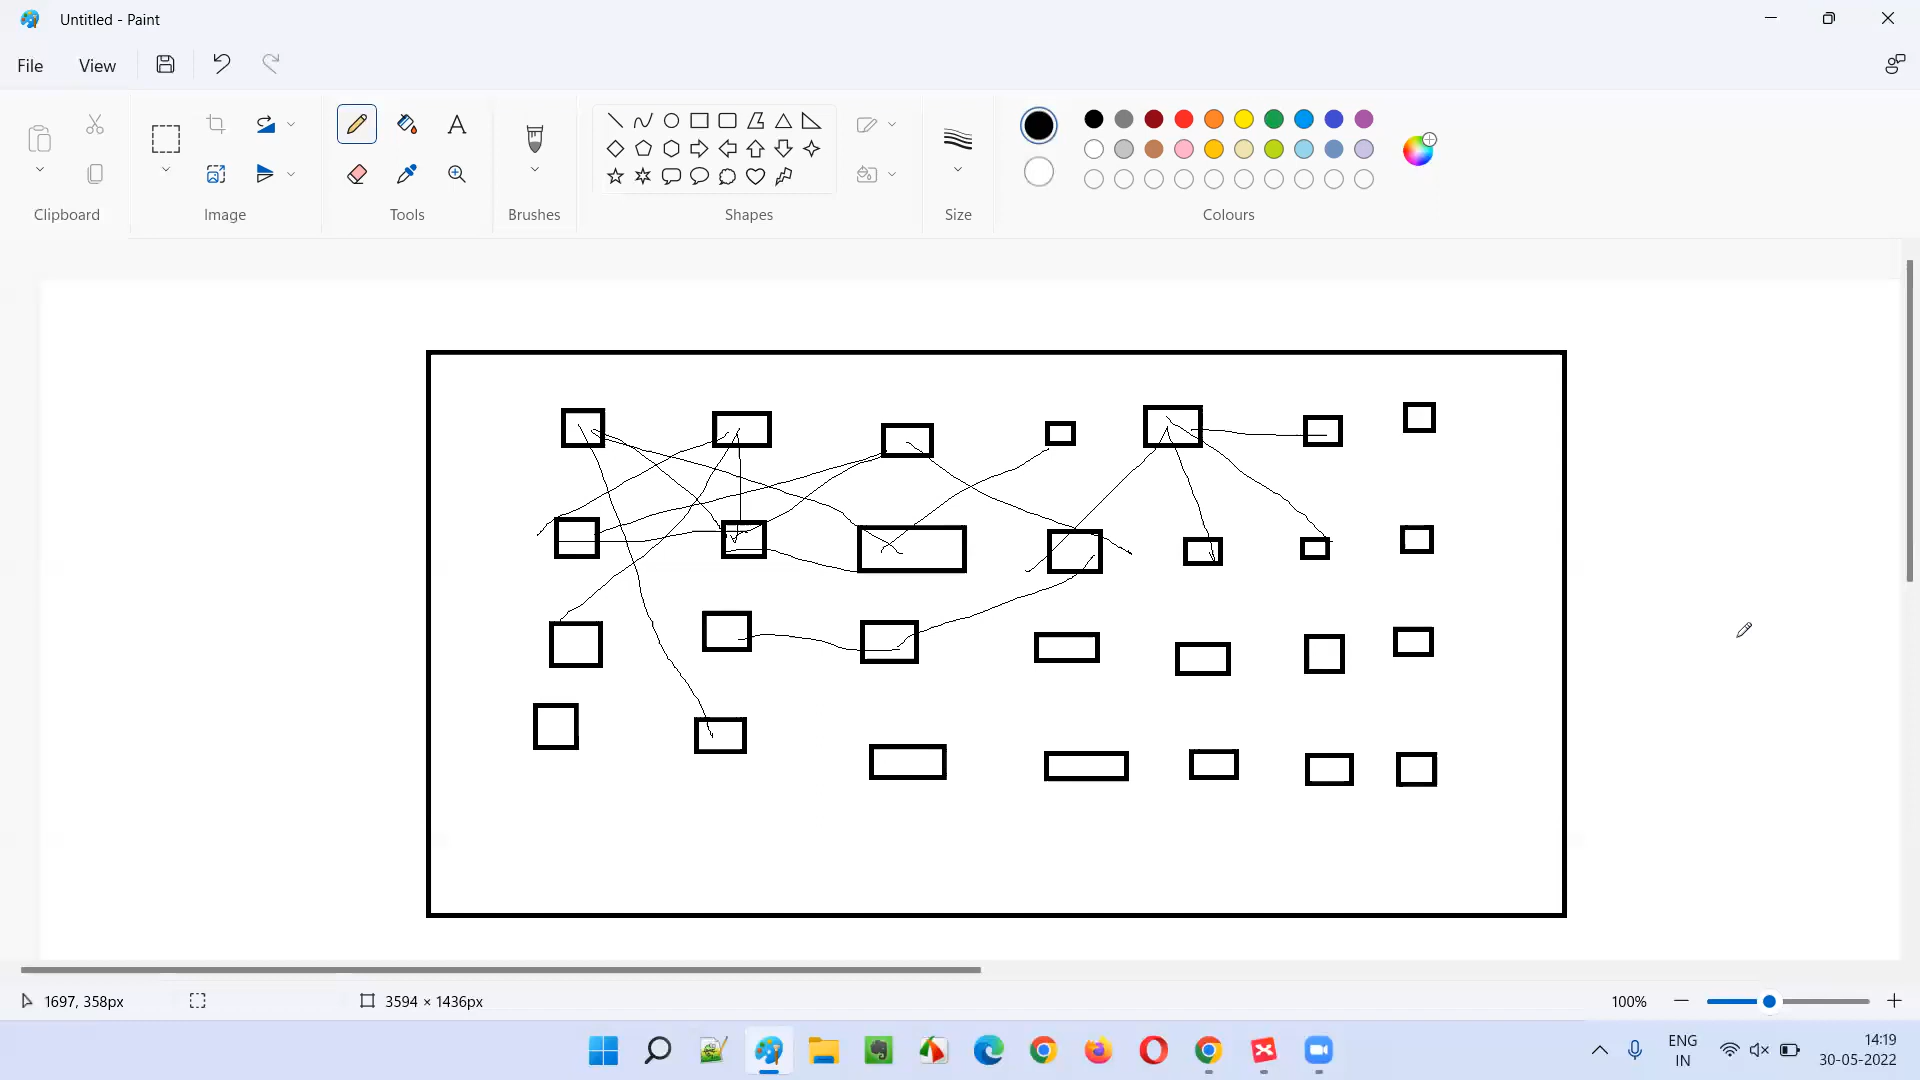 Untitled - Paint
File View
Clipboard Image Tools Brushes Shapes Size Colours
1697, 358px 3594 × 1436px 100%
ENG 14:19
IN 30-05-2022